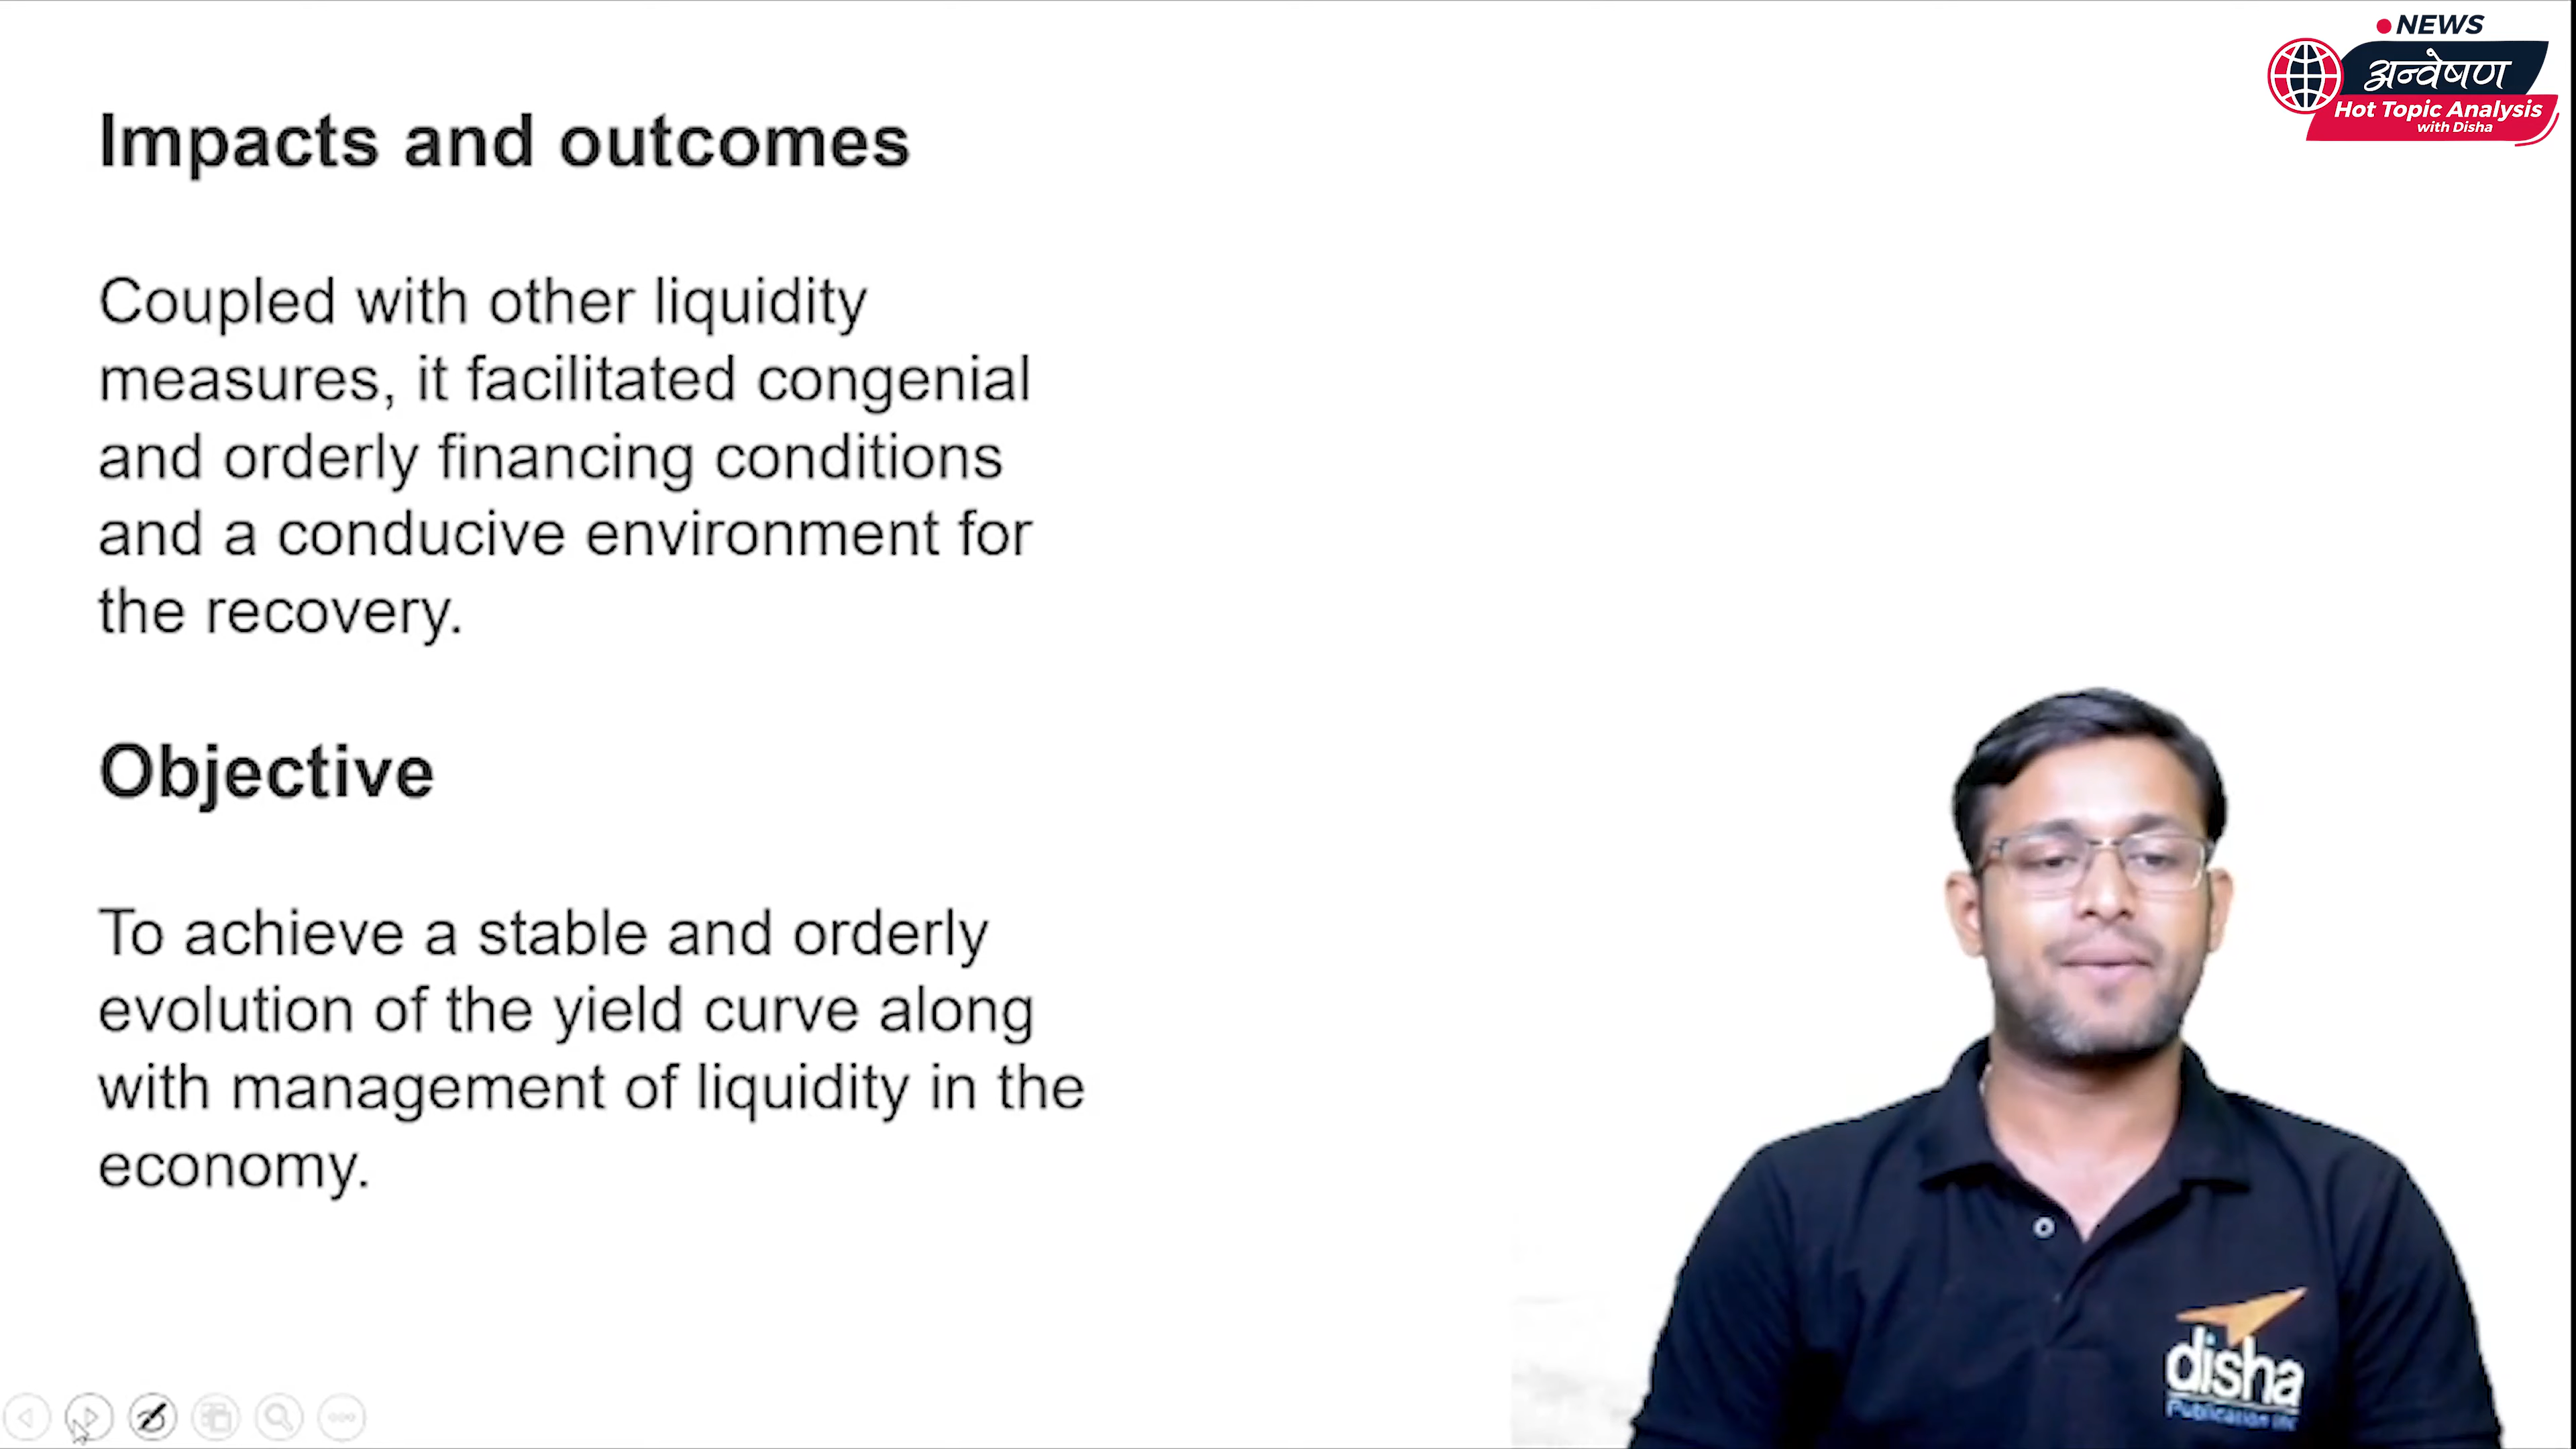 NEWS
अन्वेषण
Hot Topic Analysis
with Disha
Impacts and outcomes
Coupled with other liquidity
measures, it facilitated congenial
and orderly financing conditions
and a conducive environment for
the recovery.
Objective
To achieve a stable and orderly
evolution of the yield curve along
with management of liquidity in the
economy.
disha
Publication Inc